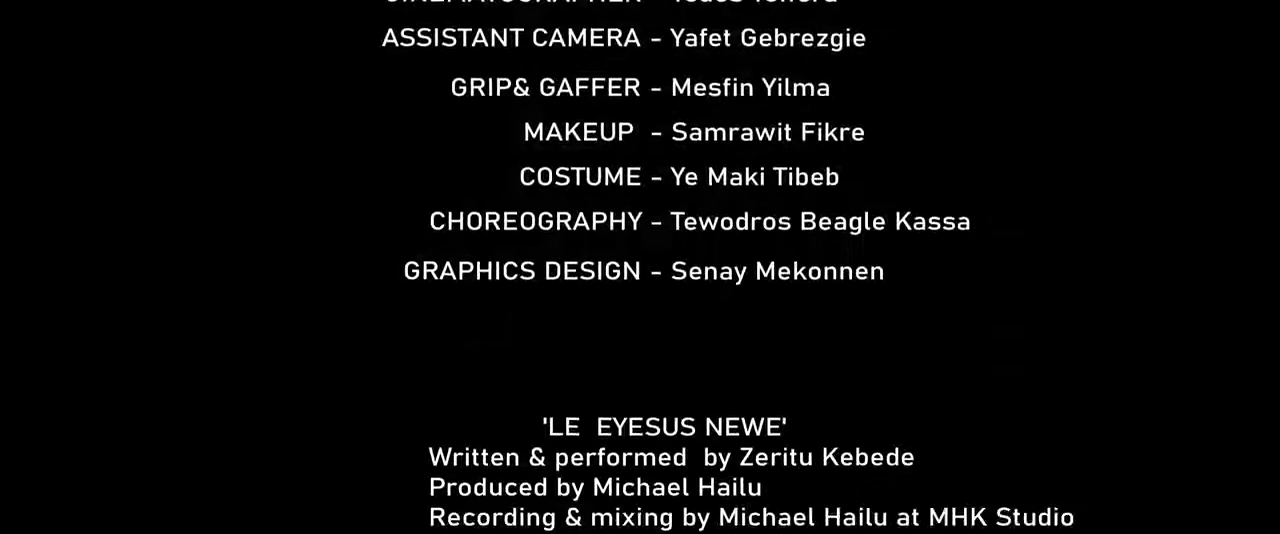 ASSISTANT CAMERA - Yafet Gebrezgie
GRIP& GAFFER - Mesfin Yilma
MAKEUP - Samrawit Fikre
COSTUME - Ye Maki Tibeb
CHOREOGRAPHY - Tewodros Beagle Kassa
GRAPHICS DESIGN - Senay Mekonnen
'LE EYESUS NEWE'
Written & performed by Zeritu Kebede
Produced by Michael Hailu
Recording & mixing by Michael Hailu at MHK Studio